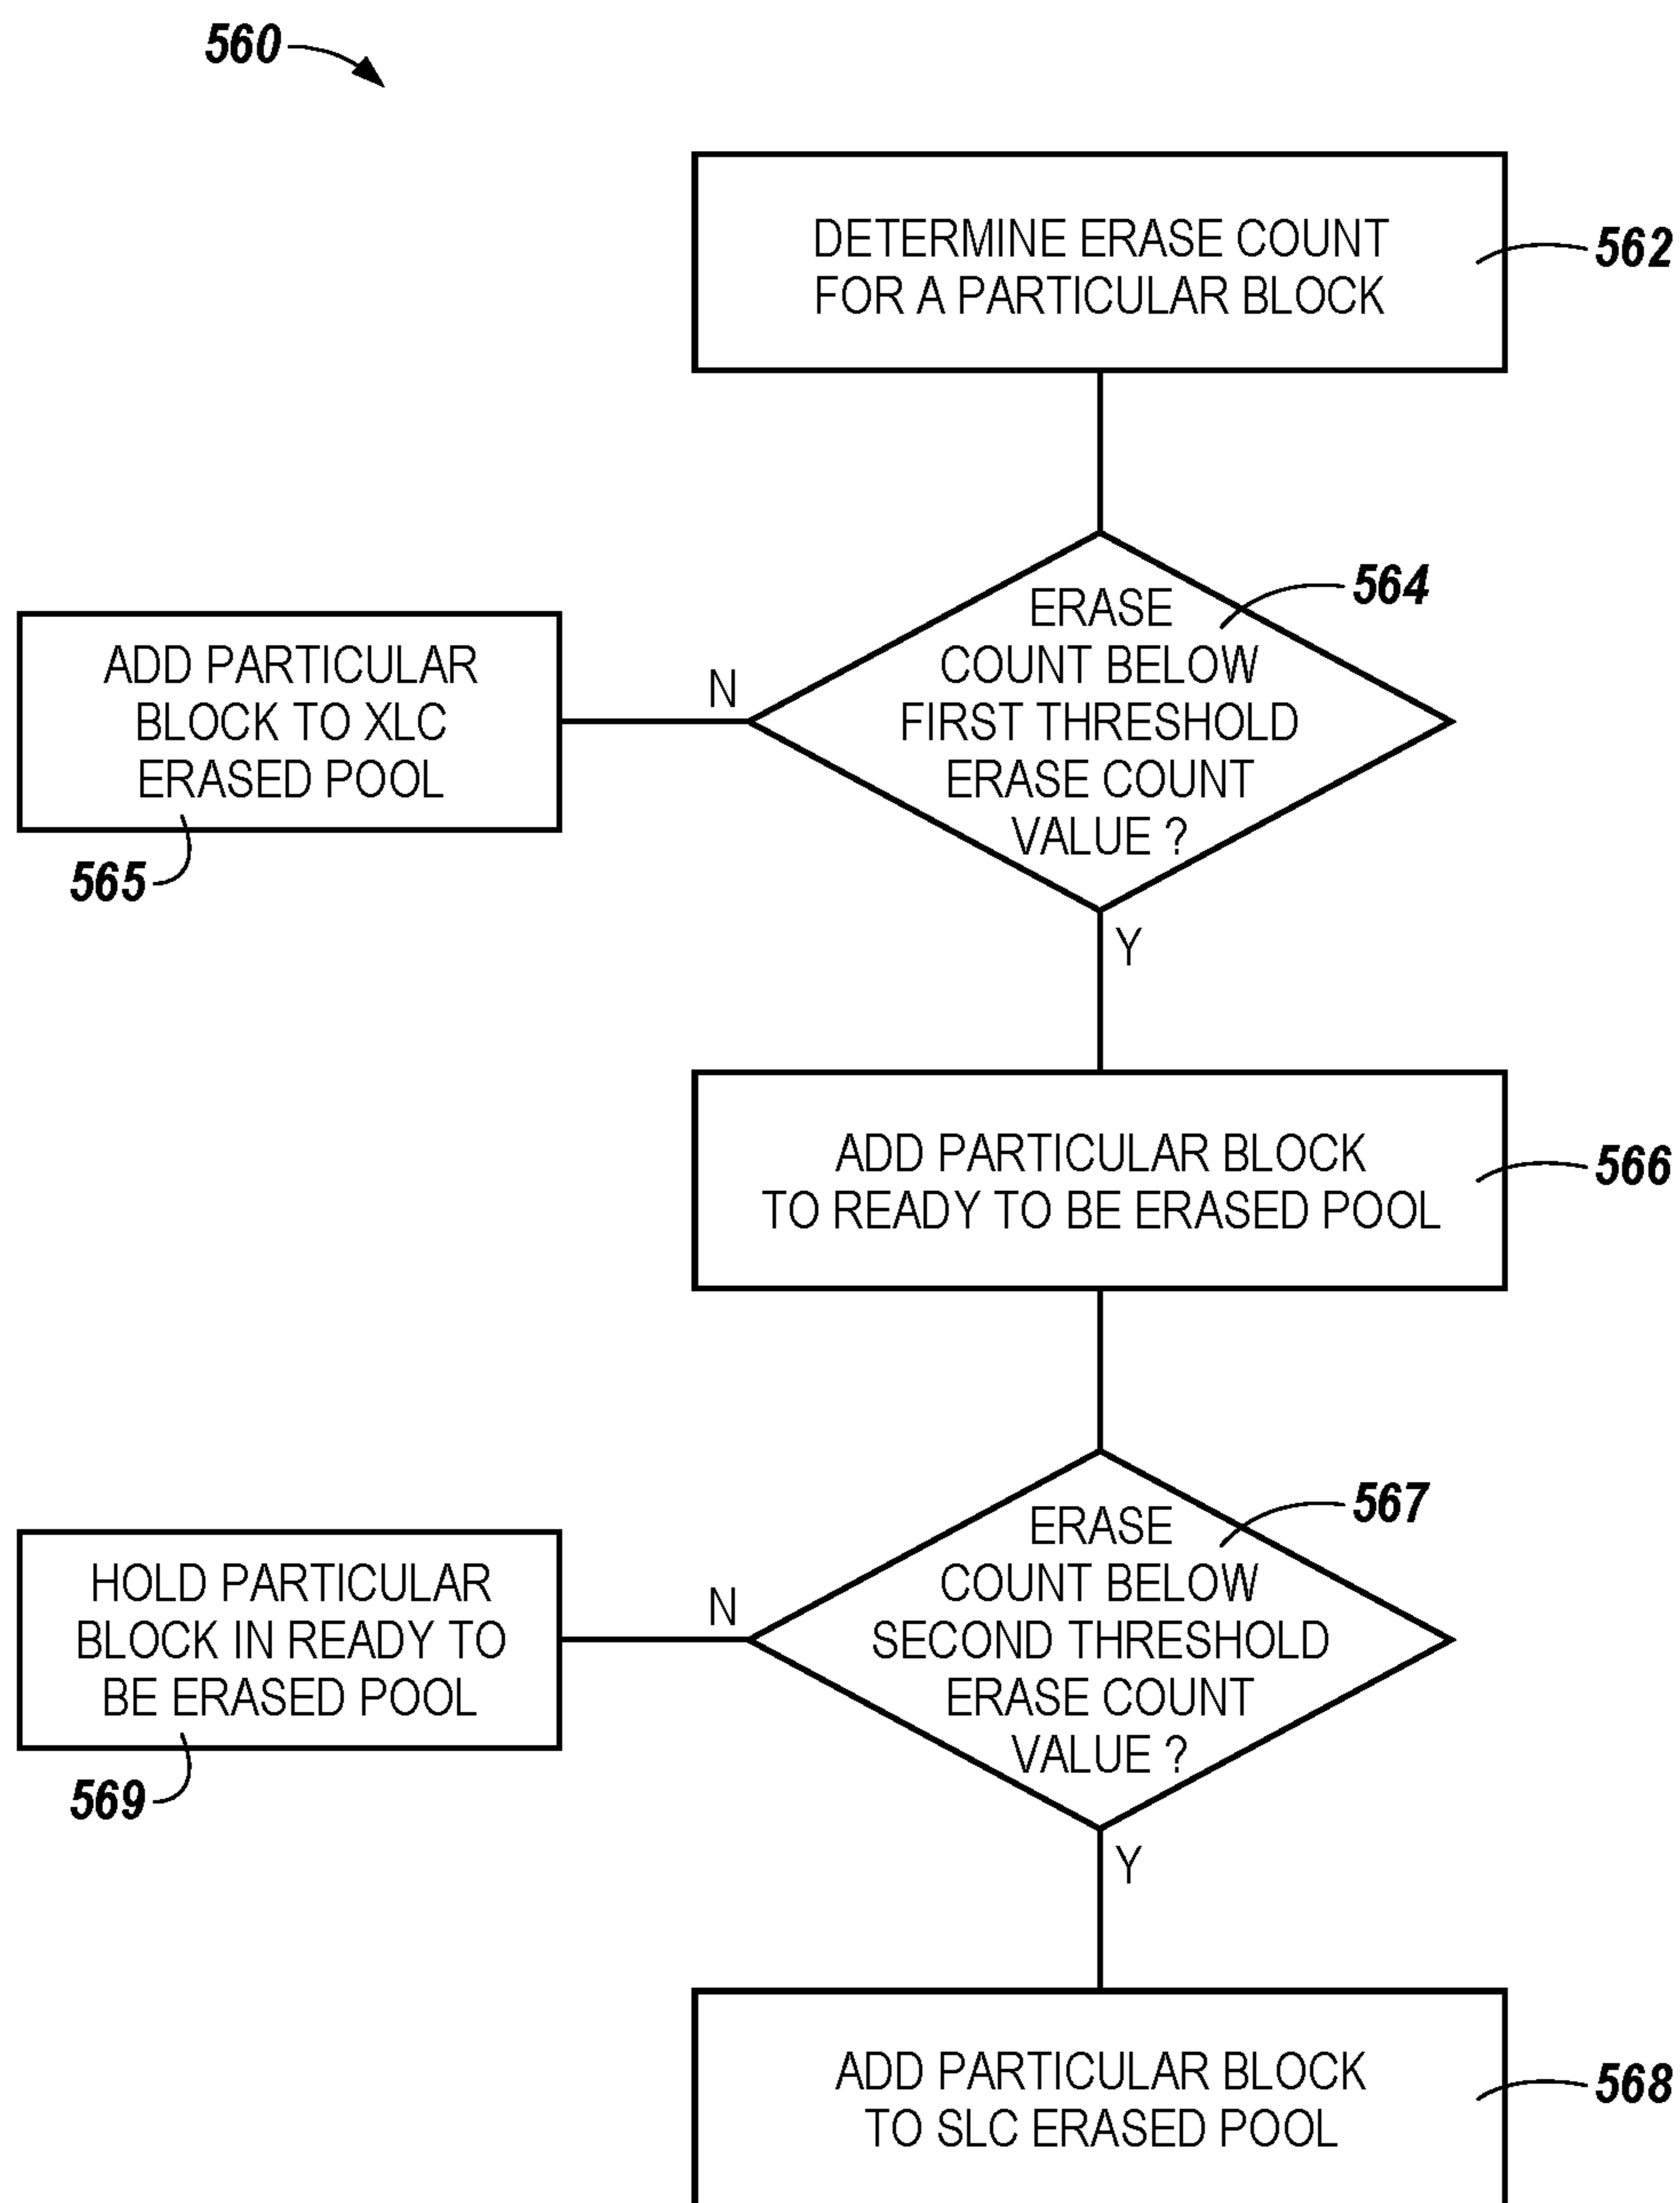 560
DETERMINE ERASE COUNT
FOR A PARTICULAR BLOCK
562
ERASE
COUNT BELOW
FIRST THRESHOLD
ERASE COUNT
VALUE ?
564
N
ADD PARTICULAR
BLOCK TO XLC
ERASED POOL
565
Y
ADD PARTICULAR BLOCK
TO READY TO BE ERASED POOL
566
ERASE
COUNT BELOW
SECOND THRESHOLD
ERASE COUNT
VALUE ?
567
N
HOLD PARTICULAR
BLOCK IN READY TO
BE ERASED POOL
569
Y
ADD PARTICULAR BLOCK
TO SLC ERASED POOL
568